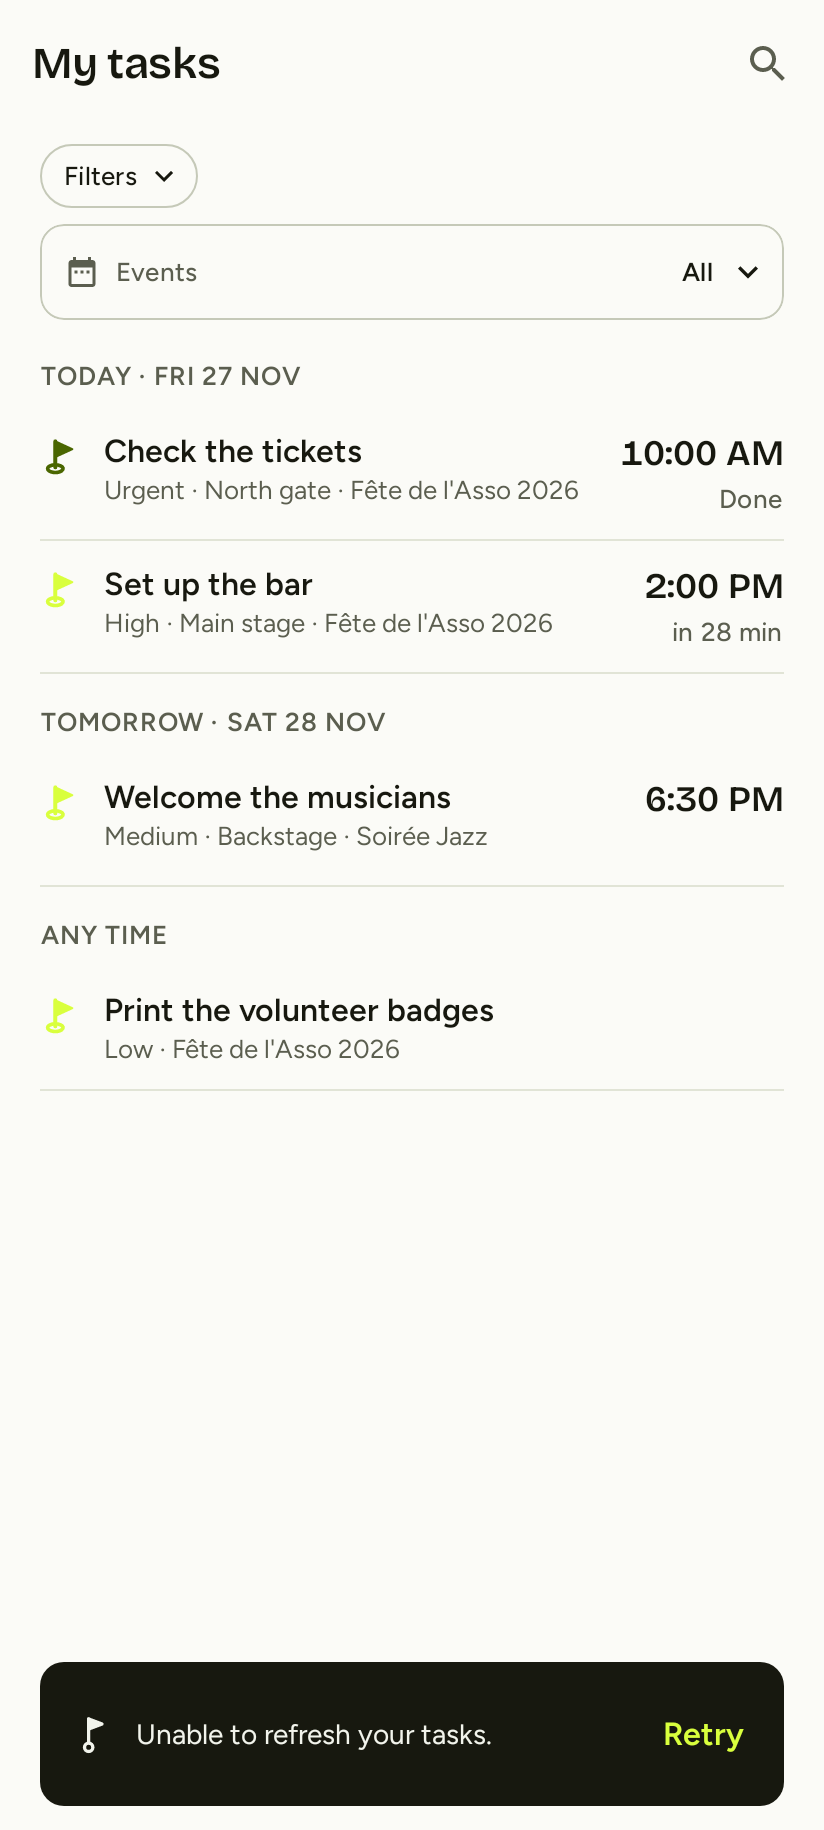 My tasks
Filters
Events All
TODAY · FRI 27 NOV
Check the tickets 10:00 AM
Urgent · North gate · Fête de l'Asso 2026 Done
Set up the bar 2:00 PM
High · Main stage · Fête de l'Asso 2026 in 28 min
TOMORROW · SAT 28 NOV
Welcome the musicians 6:30 PM
Medium · Backstage · Soirée Jazz
ANY TIME
Print the volunteer badges
Low · Fête de l'Asso 2026
Unable to refresh your tasks. Retry